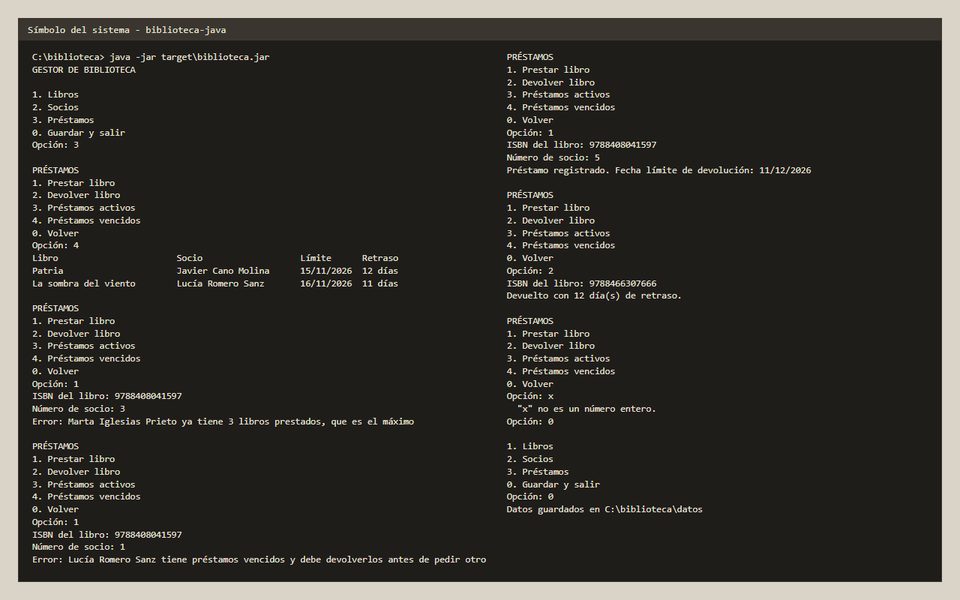 Símbolo del sistema - biblioteca-java
C:\biblioteca> java -jar target\biblioteca.jar
GESTOR DE BIBLIOTECA
1. Libros
2. Socios
3. Préstamos
0. Guardar y salir
Opción: 3
PRÉSTAMOS
1. Prestar libro
2. Devolver libro
3. Préstamos activos
4. Préstamos vencidos
0. Volver
Opción: 4
Libro Socio Límite Retraso
Patria Javier Cano Molina 15/11/2026 12 días
La sombra del viento Lucía Romero Sanz 16/11/2026 11 días
PRÉSTAMOS
1. Prestar libro
2. Devolver libro
3. Préstamos activos
4. Préstamos vencidos
0. Volver
Opción: 1
ISBN del libro: 9788408041597
Número de socio: 3
Error: Marta Iglesias Prieto ya tiene 3 libros prestados, que es el máximo
PRÉSTAMOS
1. Prestar libro
2. Devolver libro
3. Préstamos activos
4. Préstamos vencidos
0. Volver
Opción: 1
ISBN del libro: 9788408041597
Número de socio: 1
Error: Lucía Romero Sanz tiene préstamos vencidos y debe devolverlos antes de pedir otro
PRÉSTAMOS
1. Prestar libro
2. Devolver libro
3. Préstamos activos
4. Préstamos vencidos
0. Volver
Opción: 1
ISBN del libro: 9788408041597
Número de socio: 5
Préstamo registrado. Fecha límite de devolución: 11/12/2026
PRÉSTAMOS
1. Prestar libro
2. Devolver libro
3. Préstamos activos
4. Préstamos vencidos
0. Volver
Opción: 2
ISBN del libro: 9788466307666
Devuelto con 12 día(s) de retraso.
PRÉSTAMOS
1. Prestar libro
2. Devolver libro
3. Préstamos activos
4. Préstamos vencidos
0. Volver
Opción: x
"x" no es un número entero.
Opción: 0
1. Libros
2. Socios
3. Préstamos
0. Guardar y salir
Opción: 0
Datos guardados en C:\biblioteca\datos